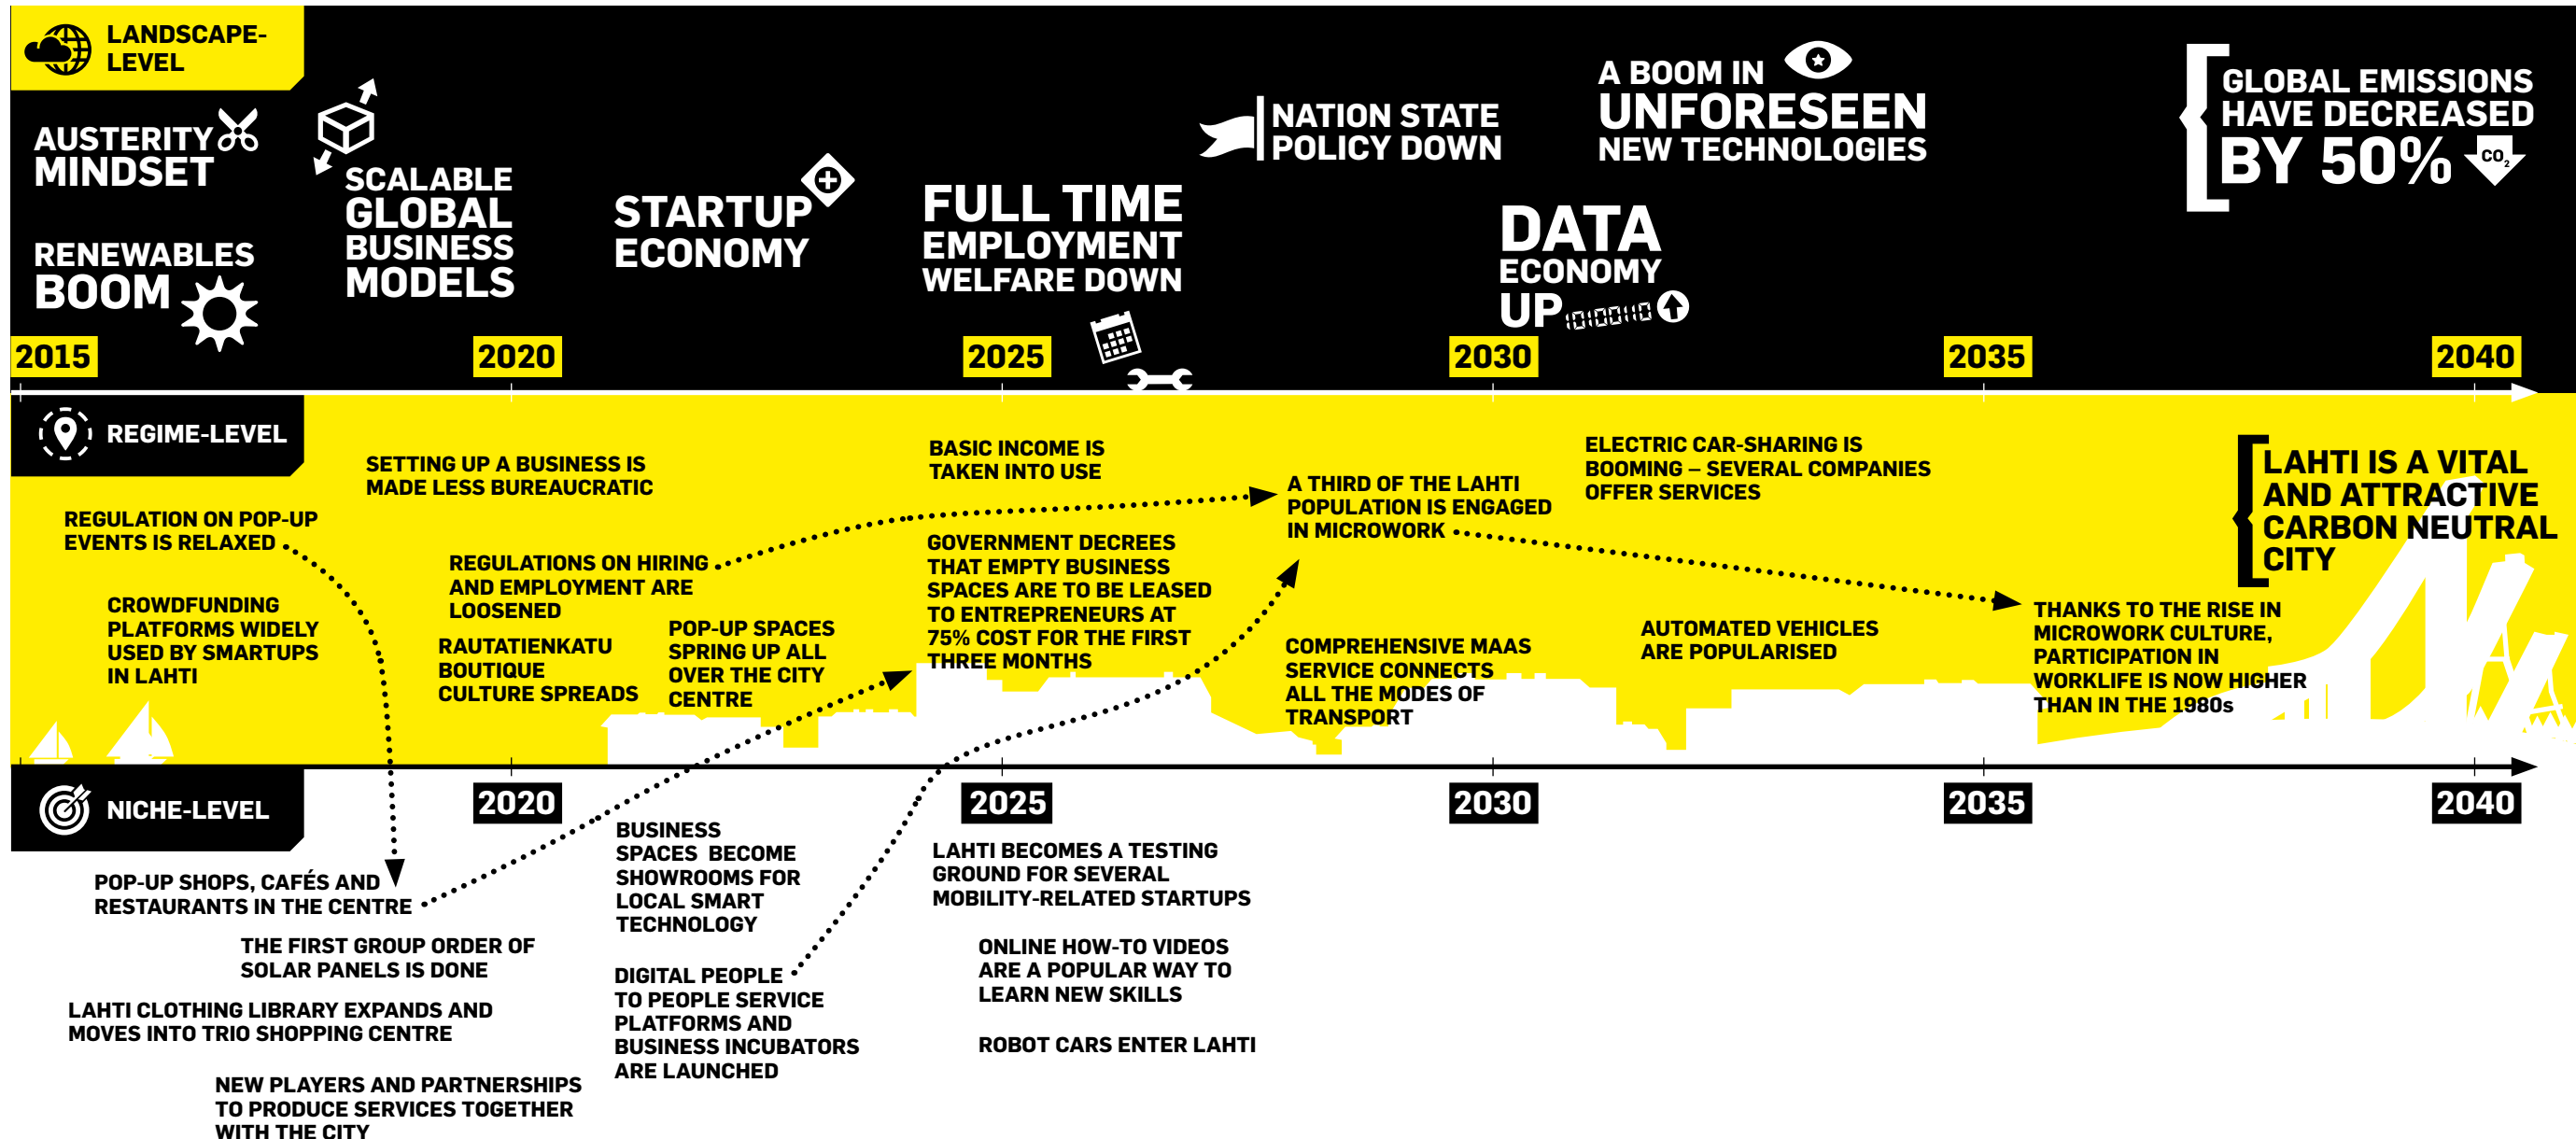 LANDSCAPE-
LEVEL
AUSTERITY
MINDSET
RENEWABLES
BOOM
SCALABLE
GLOBAL
BUSINESS
MODELS
STARTUP
ECONOMY
FULL TIME
EMPLOYMENT
WELFARE DOWN
NATION STATE
POLICY DOWN
A BOOM IN
UNFORESEEN
NEW TECHNOLOGIES
DATA
ECONOMY
UP
GLOBAL EMISSIONS
HAVE DECREASED
BY 50%
CO₂
2015
2020
2025
2030
2035
2040
REGIME-LEVEL
REGULATION ON POP-UP
EVENTS IS RELAXED
CROWDFUNDING
PLATFORMS WIDELY
USED BY SMARTUPS
IN LAHTI
SETTING UP A BUSINESS IS
MADE LESS BUREAUCRATIC
REGULATIONS ON HIRING
AND EMPLOYMENT ARE
LOOSENED
RAUTATIENKATU
BOUTIQUE
CULTURE SPREADS
POP-UP SPACES
SPRING UP ALL
OVER THE CITY
CENTRE
BASIC INCOME IS
TAKEN INTO USE
GOVERNMENT DECREES
THAT EMPTY BUSINESS
SPACES ARE TO BE LEASED
TO ENTREPRENEURS AT
75% COST FOR THE FIRST
THREE MONTHS
A THIRD OF THE LAHTI
POPULATION IS ENGAGED
IN MICROWORK
COMPREHENSIVE MAAS
SERVICE CONNECTS
ALL THE MODES OF
TRANSPORT
ELECTRIC CAR-SHARING IS
BOOMING – SEVERAL COMPANIES
OFFER SERVICES
AUTOMATED VEHICLES
ARE POPULARISED
LAHTI IS A VITAL
AND ATTRACTIVE
CARBON NEUTRAL
CITY
THANKS TO THE RISE IN
MICROWORK CULTURE,
PARTICIPATION IN
WORKLIFE IS NOW HIGHER
THAN IN THE 1980s
NICHE-LEVEL
2020
2025
2030
2035
2040
POP-UP SHOPS, CAFÉS AND
RESTAURANTS IN THE CENTRE
THE FIRST GROUP ORDER OF
SOLAR PANELS IS DONE
LAHTI CLOTHING LIBRARY EXPANDS AND
MOVES INTO TRIO SHOPPING CENTRE
NEW PLAYERS AND PARTNERSHIPS
TO PRODUCE SERVICES TOGETHER
WITH THE CITY
BUSINESS
SPACES BECOME
SHOWROOMS FOR
LOCAL SMART
TECHNOLOGY
DIGITAL PEOPLE
TO PEOPLE SERVICE
PLATFORMS AND
BUSINESS INCUBATORS
ARE LAUNCHED
LAHTI BECOMES A TESTING
GROUND FOR SEVERAL
MOBILITY-RELATED STARTUPS
ONLINE HOW-TO VIDEOS
ARE A POPULAR WAY TO
LEARN NEW SKILLS
ROBOT CARS ENTER LAHTI